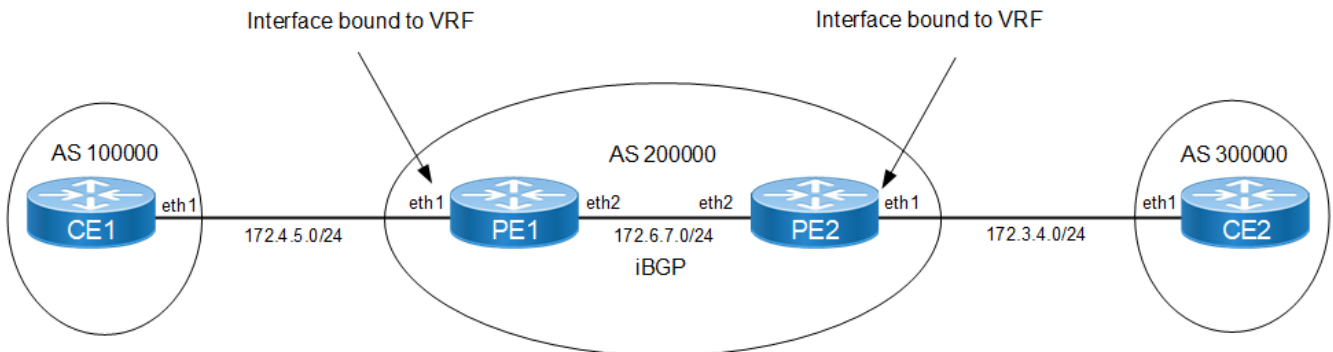 Interface bound to VRF
Interface bound to VRF
AS 100000
AS 200000
AS 300000
eth1
eth1
eth2
eth2
eth1
eth1
CE1
PE1
PE2
CE2
172.4.5.0/24
172.6.7.0/24
172.3.4.0/24
iBGP